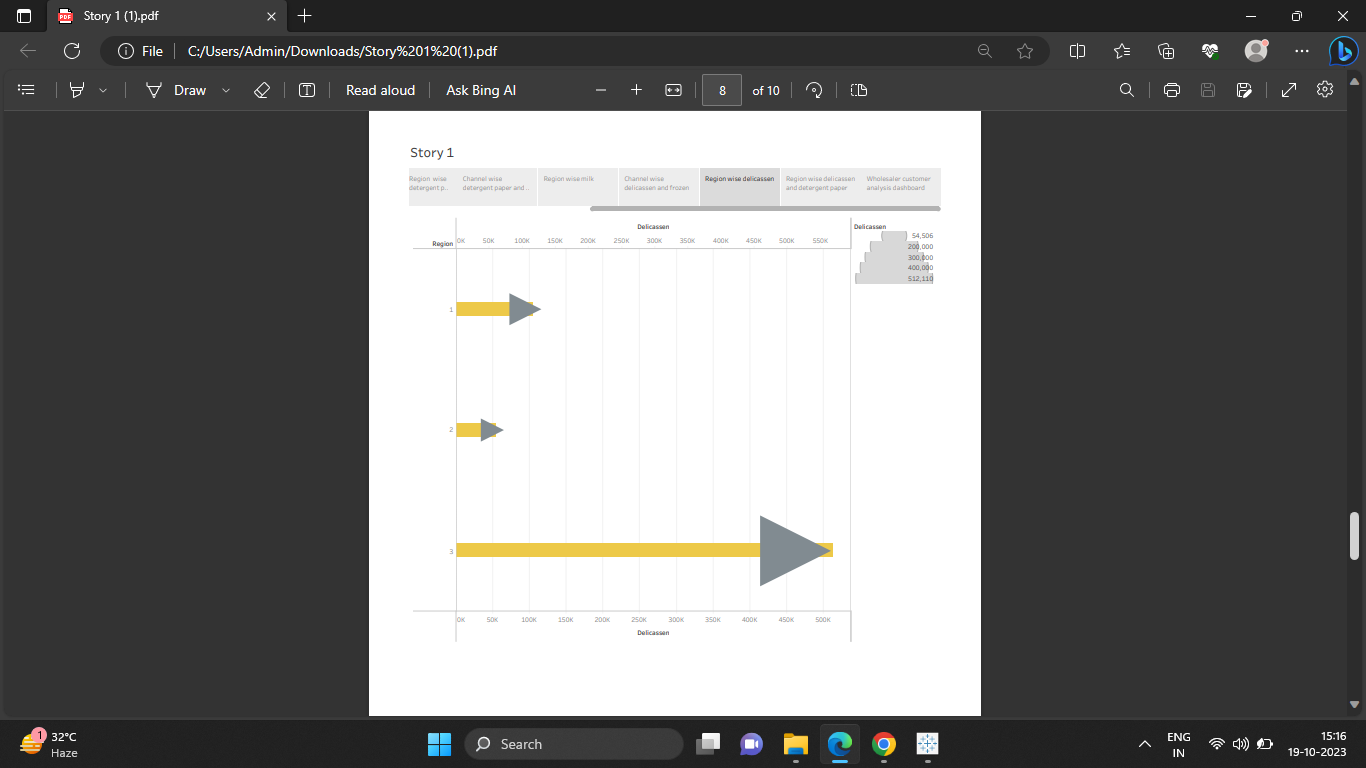 Story 1 (1).pdf
File C:/Users/Admin/Downloads/Story%201%20(1).pdf
Draw Read aloud Ask Bing AI 8 of 10
Story 1
Region wise detergent p..
Channel wise detergent paper and ..
Region wise milk
Channel wise delicassen and frozen
Region wise delicassen
Region wise delicassen and detergent paper
Wholesaler customer analysis dashboard
Delicassen
Region 0K 50K 100K 150K 200K 250K 300K 350K 400K 450K 500K 550K
1
2
3
0K 50K 100K 150K 200K 250K 300K 350K 400K 450K 500K
Delicassen
Delicassen
54,506
200,000
300,000
400,000
512,110
1
32°C
Haze
Search
ENG
IN
15:16
19-10-2023